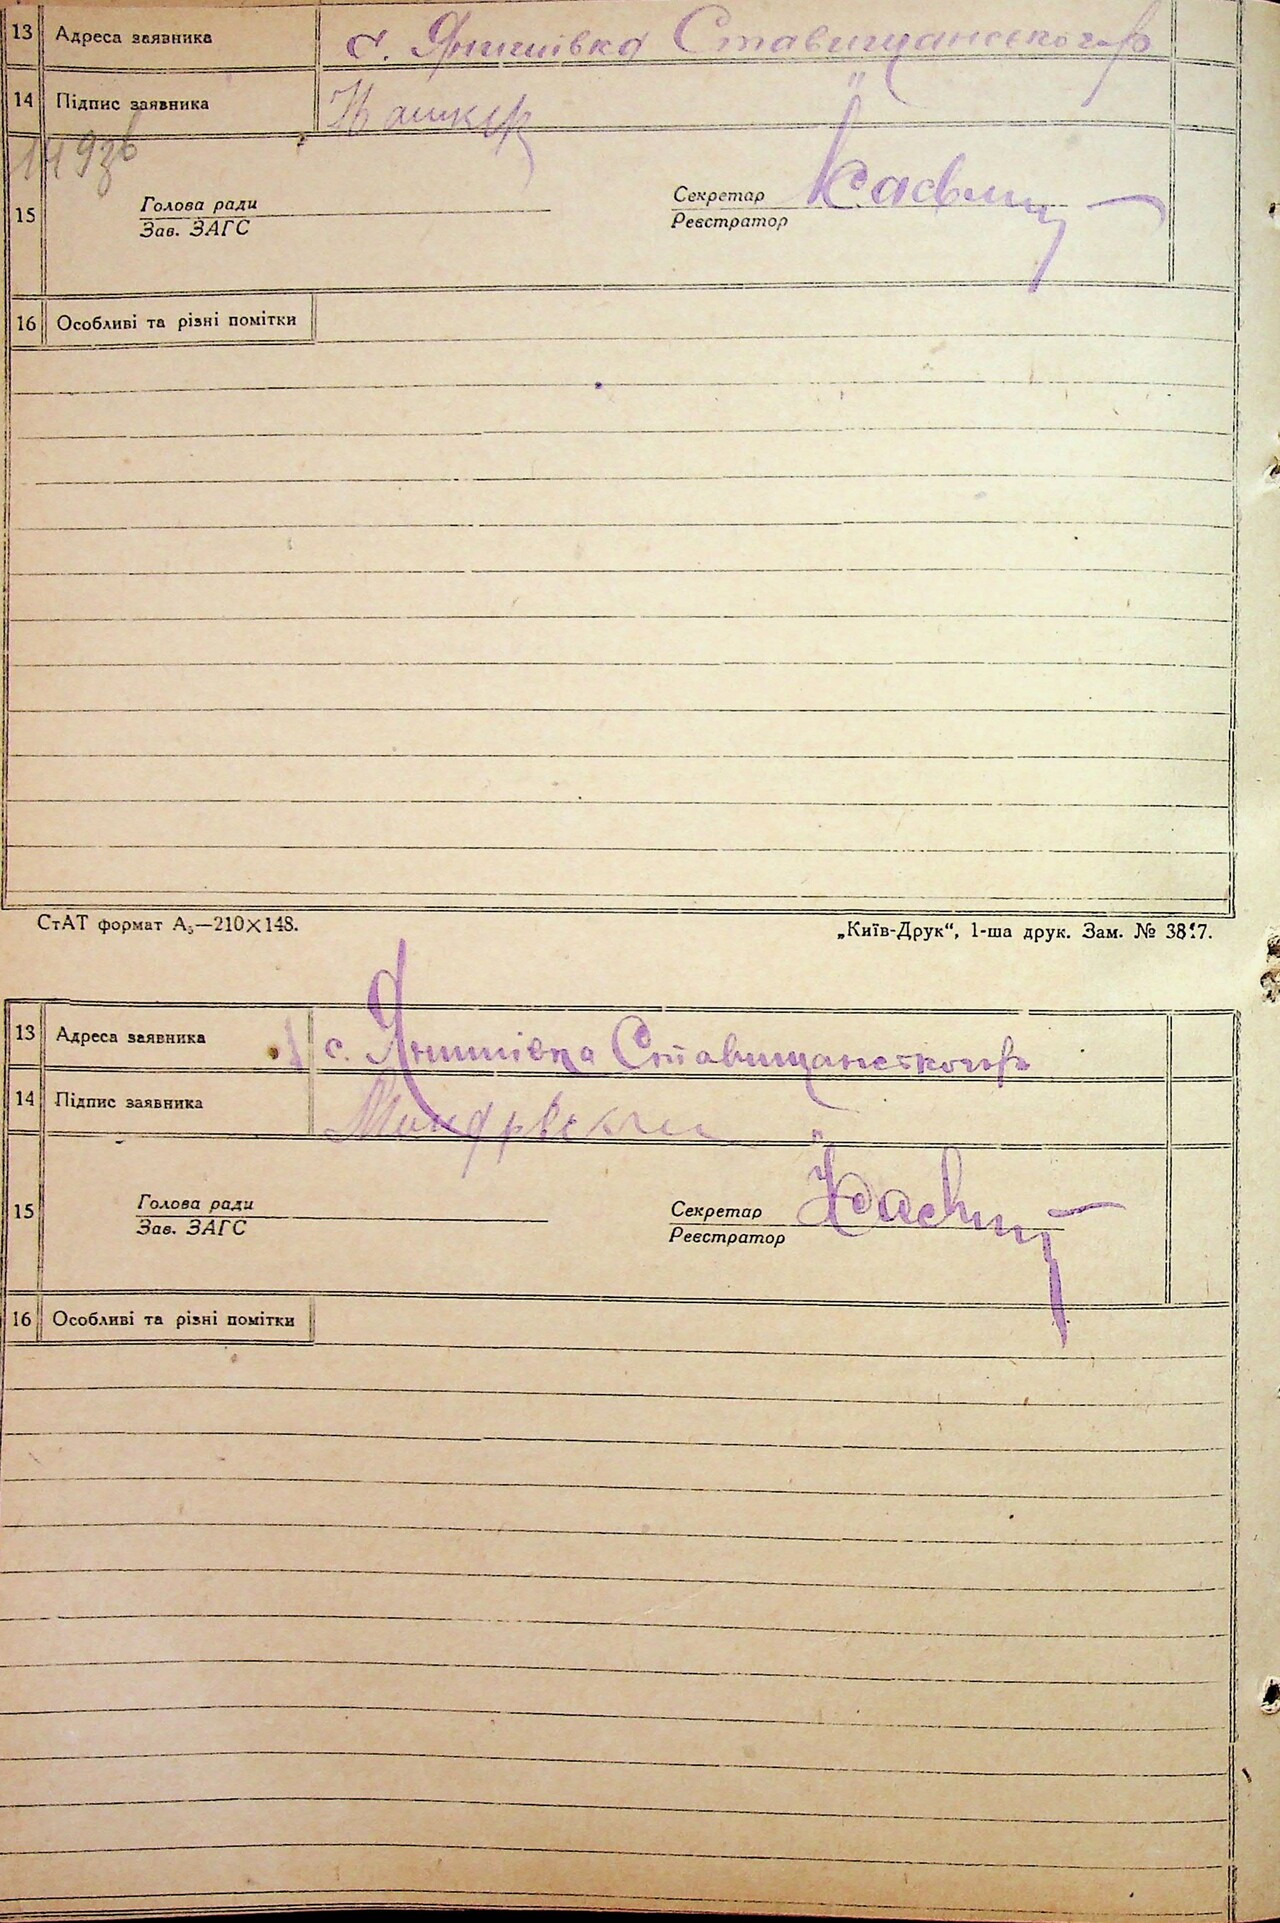 13 Адреса заявника с. Янишівка Ставищанського р
14 Підпис заявника
15 Голова ради Секретар
Зав. ЗАГС Реєстратор
16 Особливі та різні помітки
СтАТ формат А₅—210×148. „Київ-Друк“, 1-ша друк. Зам. №
13 Адреса заявника с. Янишівка Ставищанського р
14 Підпис заявника
15 Голова ради Секретар
Зав. ЗАГС Реєстратор
16 Особливі та різні помітки